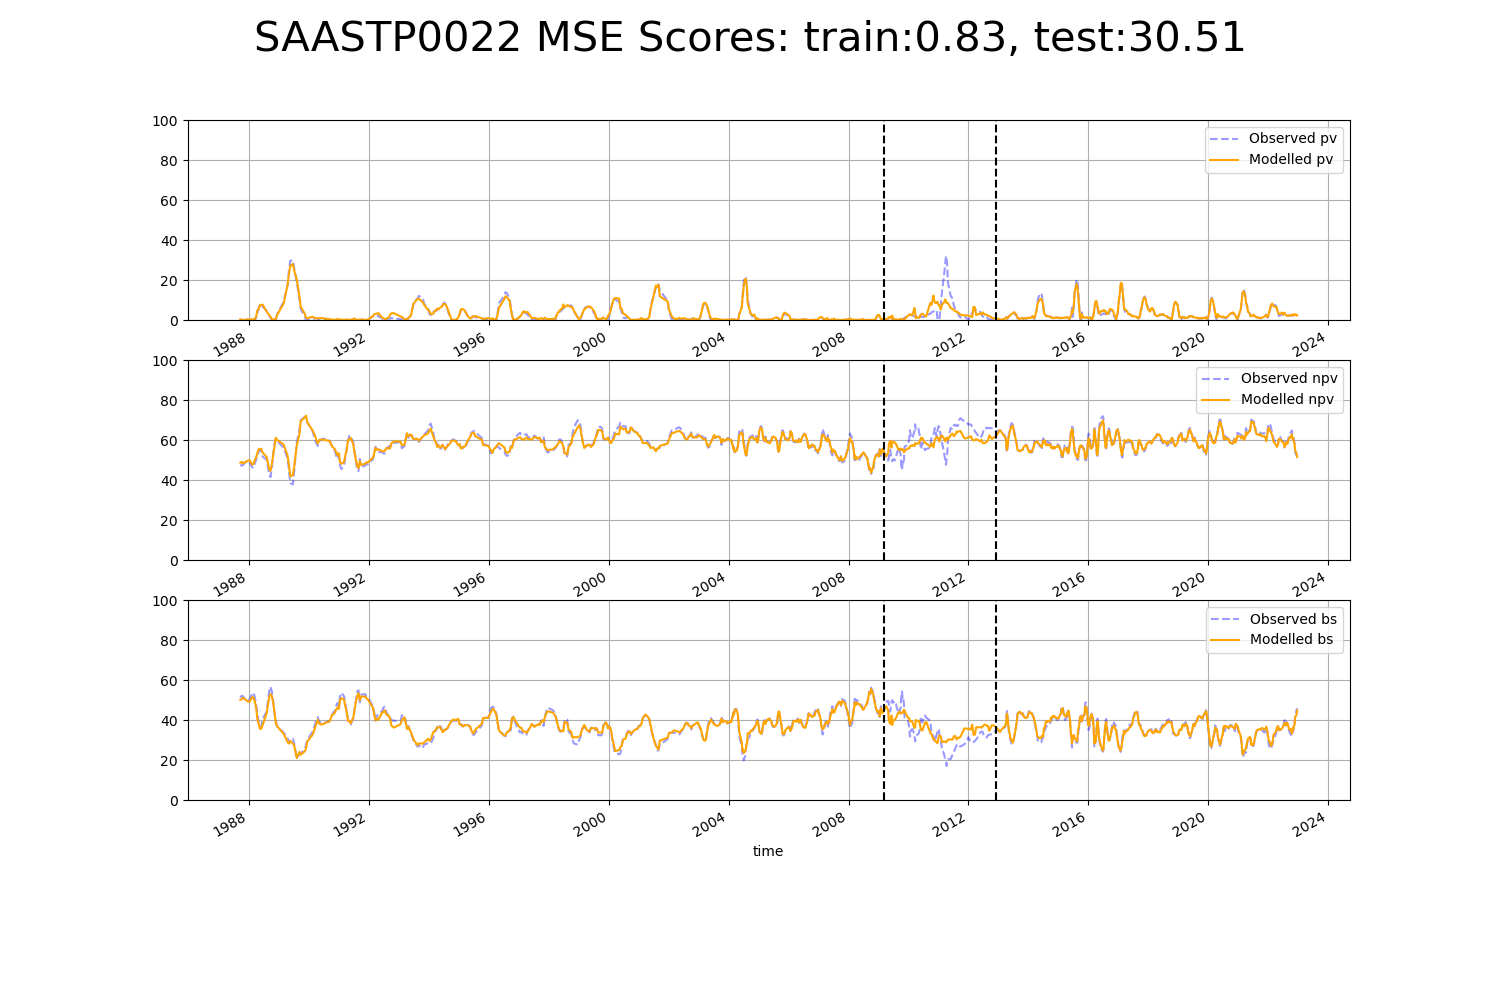 SAASTP0022 MSE Scores: train:0.83, test:30.51
100
80
60
40
20
0
Observed pv
Modelled pv
1988 1992 1996 2000 2004 2008 2012 2016 2020 2024
100
80
60
40
20
0
Observed npv
Modelled npv
1988 1992 1996 2000 2004 2008 2012 2016 2020 2024
100
80
60
40
20
0
Observed bs
Modelled bs
1988 1992 1996 2000 2004 2008 2012 2016 2020 2024
time